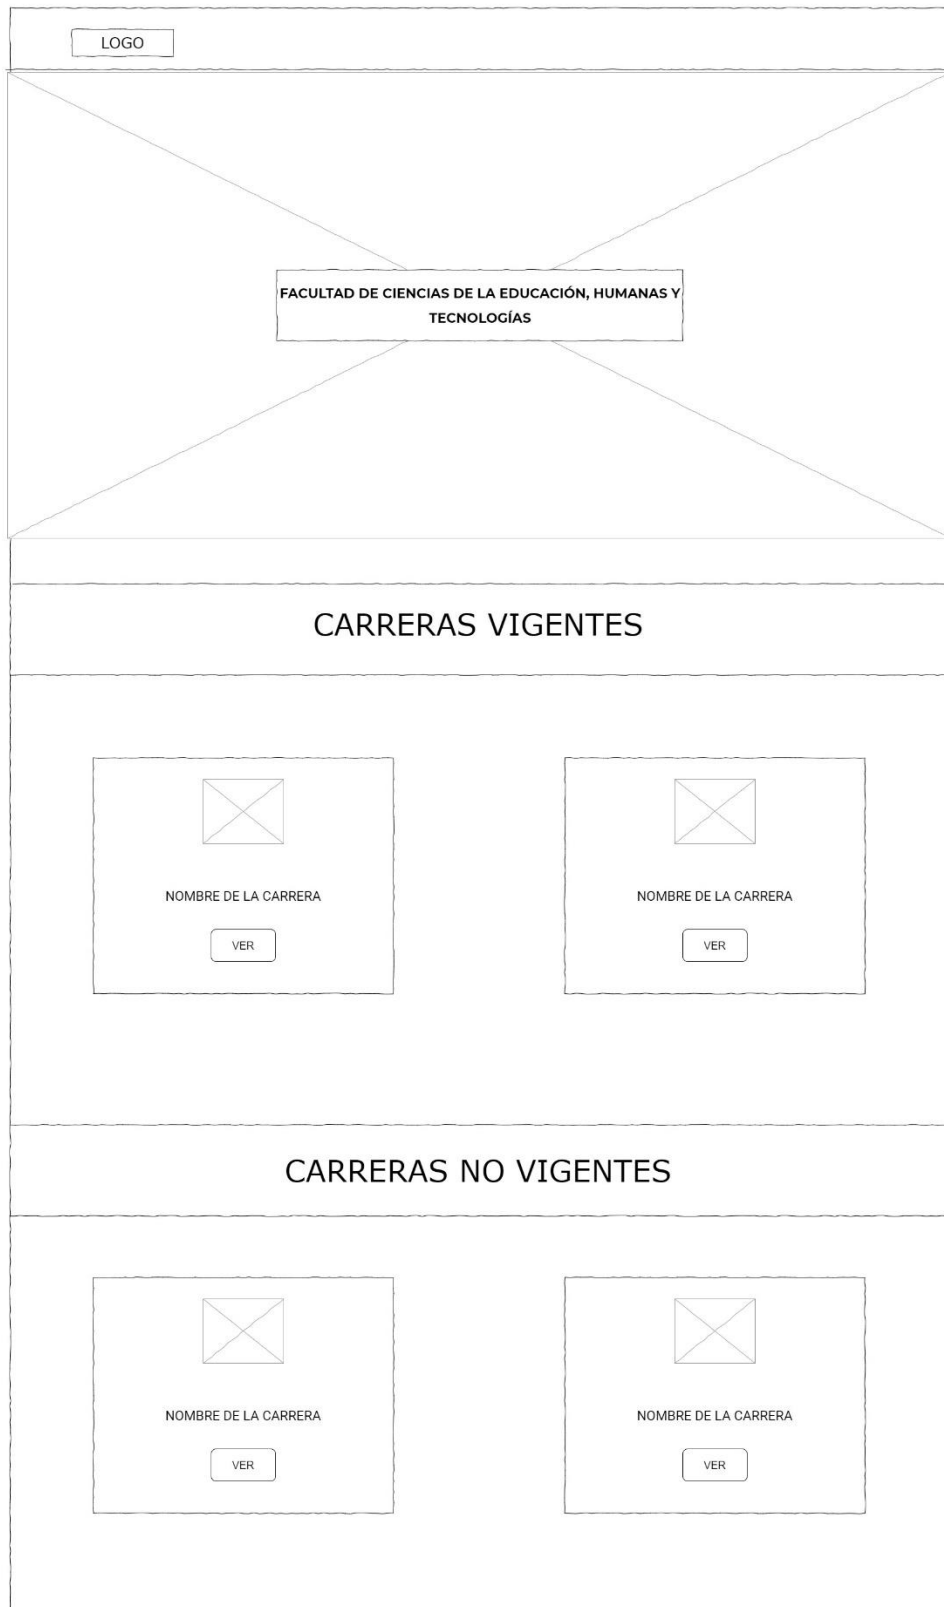 LOGO
FACULTAD DE CIENCIAS DE LA EDUCACIÓN, HUMANAS Y
TECNOLOGÍAS
CARRERAS VIGENTES
NOMBRE DE LA CARRERA
VER
NOMBRE DE LA CARRERA
VER
CARRERAS NO VIGENTES
NOMBRE DE LA CARRERA
VER
NOMBRE DE LA CARRERA
VER